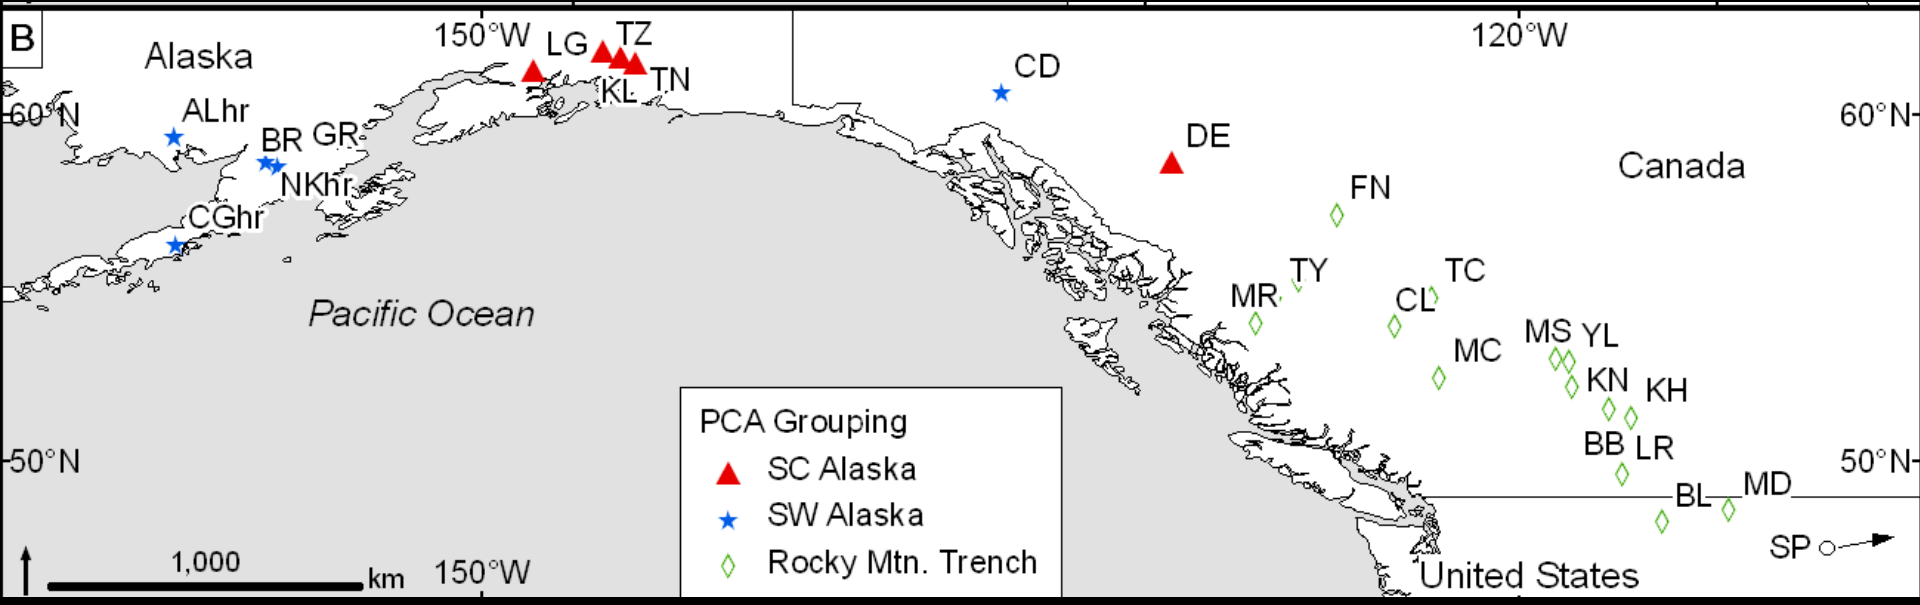 B
Alaska
150°W
LG
TZ
KL
TN
CD
120°W
60°N
60°N
ALhr
BR
GR
NKhr
CGhr
DE
Canada
FN
Pacific Ocean
TY
MR
TC
CL
MC
MS
YL
KN
KH
BB
LR
50°N
50°N
BL
MD
SP
PCA Grouping
SC Alaska
SW Alaska
Rocky Mtn. Trench
1,000
km
150°W
United States